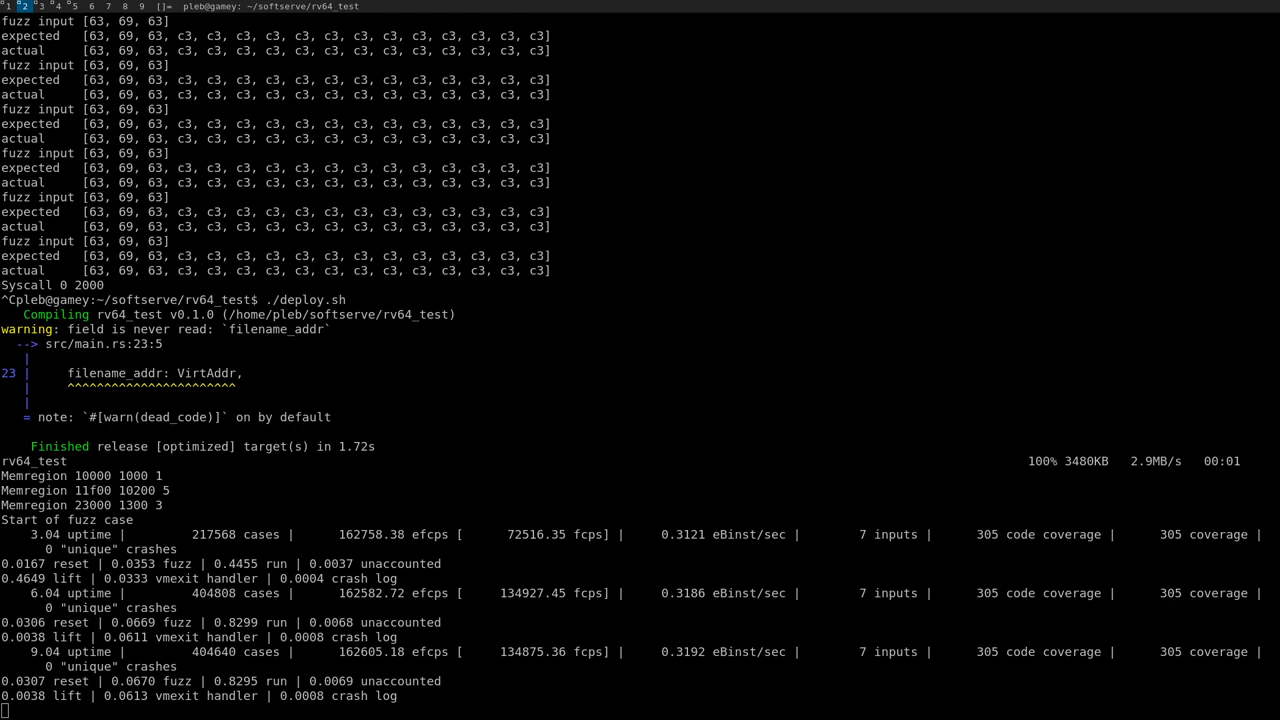 1 2 3 4 5 6 7 8 9 []= pleb@gamey: ~/softserve/rv64_test
fuzz input [63, 69, 63]
expected   [63, 69, 63, c3, c3, c3, c3, c3, c3, c3, c3, c3, c3, c3, c3, c3]
actual     [63, 69, 63, c3, c3, c3, c3, c3, c3, c3, c3, c3, c3, c3, c3, c3]
fuzz input [63, 69, 63]
expected   [63, 69, 63, c3, c3, c3, c3, c3, c3, c3, c3, c3, c3, c3, c3, c3]
actual     [63, 69, 63, c3, c3, c3, c3, c3, c3, c3, c3, c3, c3, c3, c3, c3]
fuzz input [63, 69, 63]
expected   [63, 69, 63, c3, c3, c3, c3, c3, c3, c3, c3, c3, c3, c3, c3, c3]
actual     [63, 69, 63, c3, c3, c3, c3, c3, c3, c3, c3, c3, c3, c3, c3, c3]
fuzz input [63, 69, 63]
expected   [63, 69, 63, c3, c3, c3, c3, c3, c3, c3, c3, c3, c3, c3, c3, c3]
actual     [63, 69, 63, c3, c3, c3, c3, c3, c3, c3, c3, c3, c3, c3, c3, c3]
fuzz input [63, 69, 63]
expected   [63, 69, 63, c3, c3, c3, c3, c3, c3, c3, c3, c3, c3, c3, c3, c3]
actual     [63, 69, 63, c3, c3, c3, c3, c3, c3, c3, c3, c3, c3, c3, c3, c3]
fuzz input [63, 69, 63]
expected   [63, 69, 63, c3, c3, c3, c3, c3, c3, c3, c3, c3, c3, c3, c3, c3]
actual     [63, 69, 63, c3, c3, c3, c3, c3, c3, c3, c3, c3, c3, c3, c3, c3]
Syscall 0 2000
^Cpleb@gamey:~/softserve/rv64_test$ ./deploy.sh
   Compiling rv64_test v0.1.0 (/home/pleb/softserve/rv64_test)
warning: field is never read: `filename_addr`
  --> src/main.rs:23:5
   |
23 |     filename_addr: VirtAddr,
   |     ^^^^^^^^^^^^^^^^^^^^^^^
   |
   = note: `#[warn(dead_code)]` on by default
    Finished release [optimized] target(s) in 1.72s
rv64_test 100% 3480KB 2.9MB/s 00:01
Memregion 10000 1000 1
Memregion 11f00 10200 5
Memregion 23000 1300 3
Start of fuzz case
    3.04 uptime |         217568 cases |      162758.38 efcps [      72516.35 fcps] |     0.3121 eBinst/sec |          7 inputs |      305 code coverage |      305 coverage |
      0 "unique" crashes
0.0167 reset | 0.0353 fuzz | 0.4455 run | 0.0037 unaccounted
0.4649 lift | 0.0333 vmexit handler | 0.0004 crash log
    6.04 uptime |         404808 cases |      162582.72 efcps [     134927.45 fcps] |     0.3186 eBinst/sec |          7 inputs |      305 code coverage |      305 coverage |
      0 "unique" crashes
0.0306 reset | 0.0669 fuzz | 0.8299 run | 0.0068 unaccounted
0.0038 lift | 0.0611 vmexit handler | 0.0008 crash log
    9.04 uptime |         404640 cases |      162605.18 efcps [     134875.36 fcps] |     0.3192 eBinst/sec |          7 inputs |      305 code coverage |      305 coverage |
      0 "unique" crashes
0.0307 reset | 0.0670 fuzz | 0.8295 run | 0.0069 unaccounted
0.0038 lift | 0.0613 vmexit handler | 0.0008 crash log